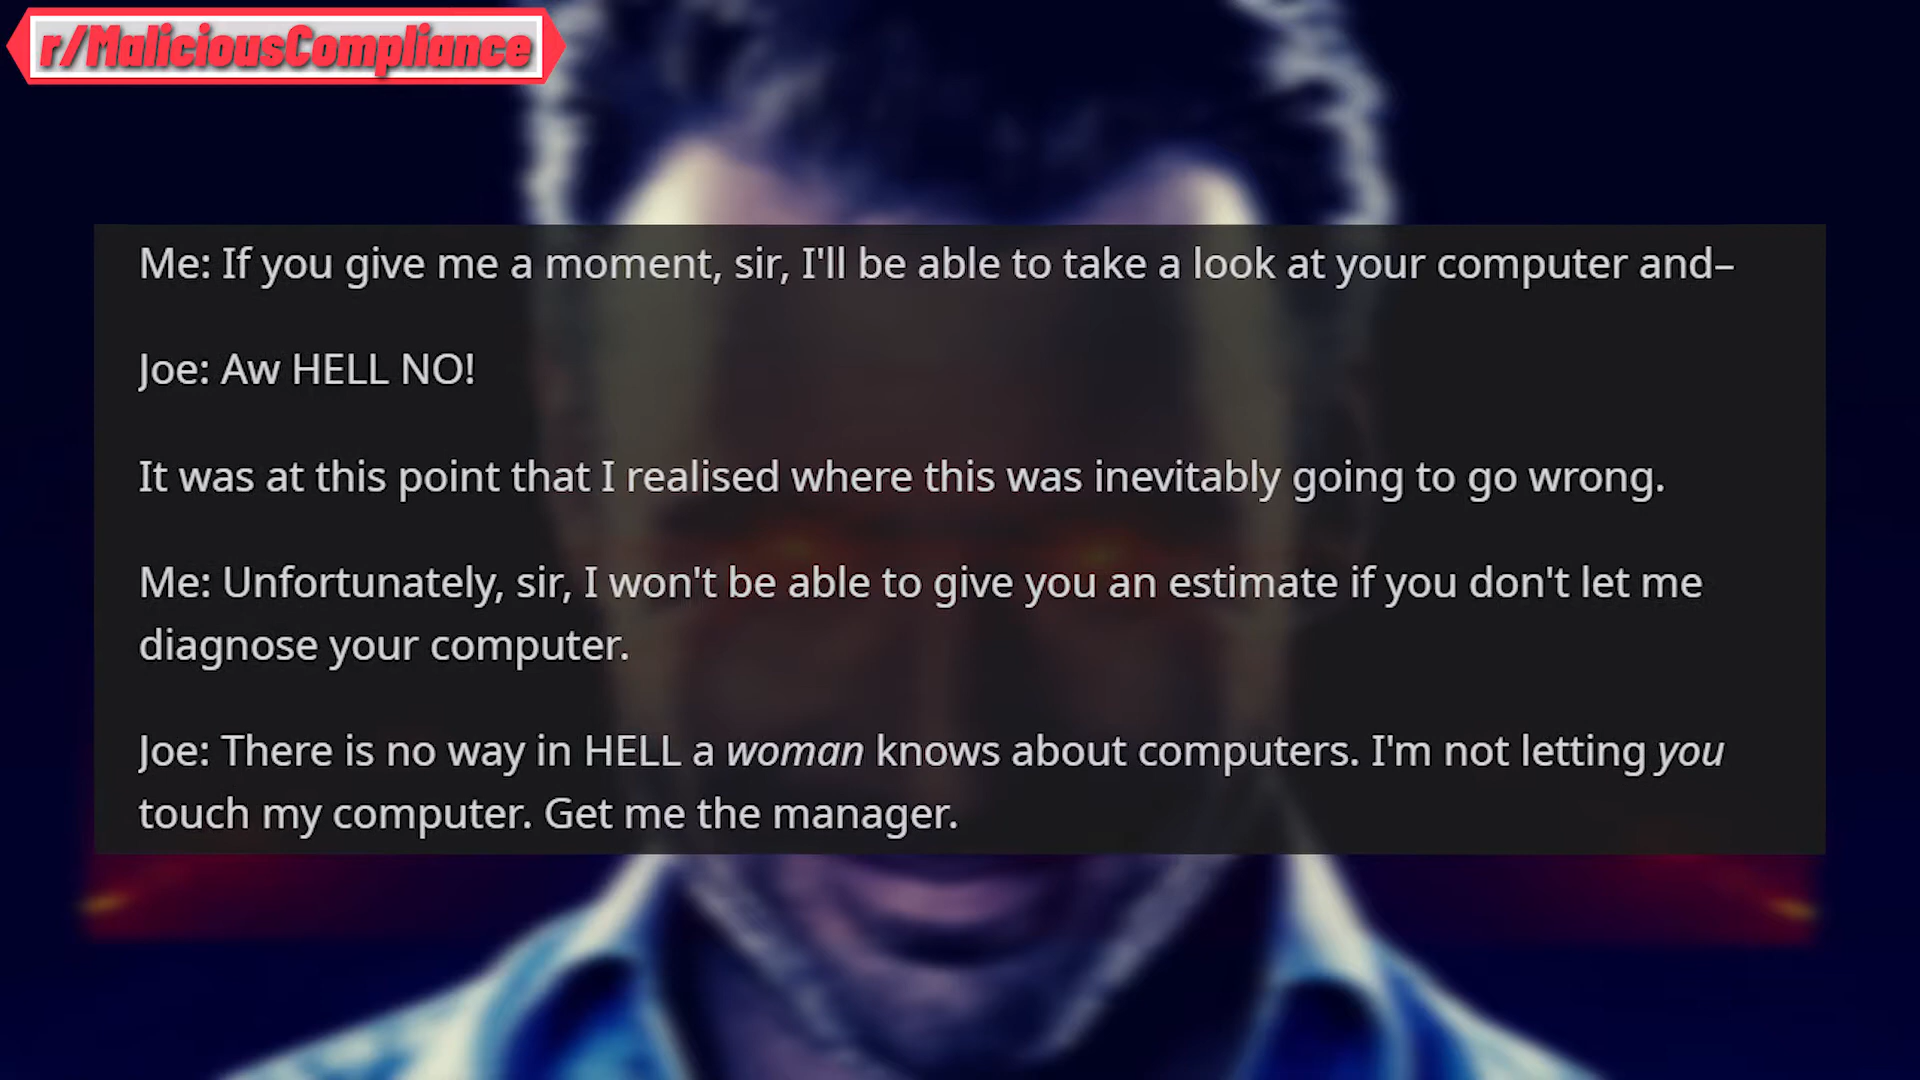 r/MaliciousCompliance
Me: If you give me a moment, sir, I'll be able to take a look at your computer and–
Joe: Aw HELL NO!
It was at this point that I realised where this was inevitably going to go wrong.
Me: Unfortunately, sir, I won't be able to give you an estimate if you don't let me
diagnose your computer.
Joe: There is no way in HELL a woman knows about computers. I'm not letting you
touch my computer. Get me the manager.